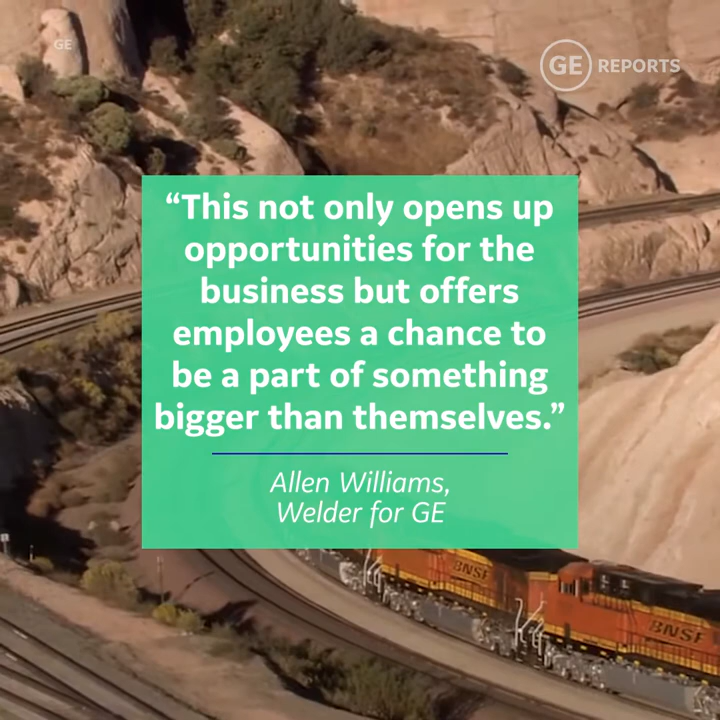 GE
GE REPORTS
“This not only opens up
opportunities for the
business but offers
employees a chance to
be a part of something
bigger than themselves.”
Allen Williams,
Welder for GE
BNSF
BNSF